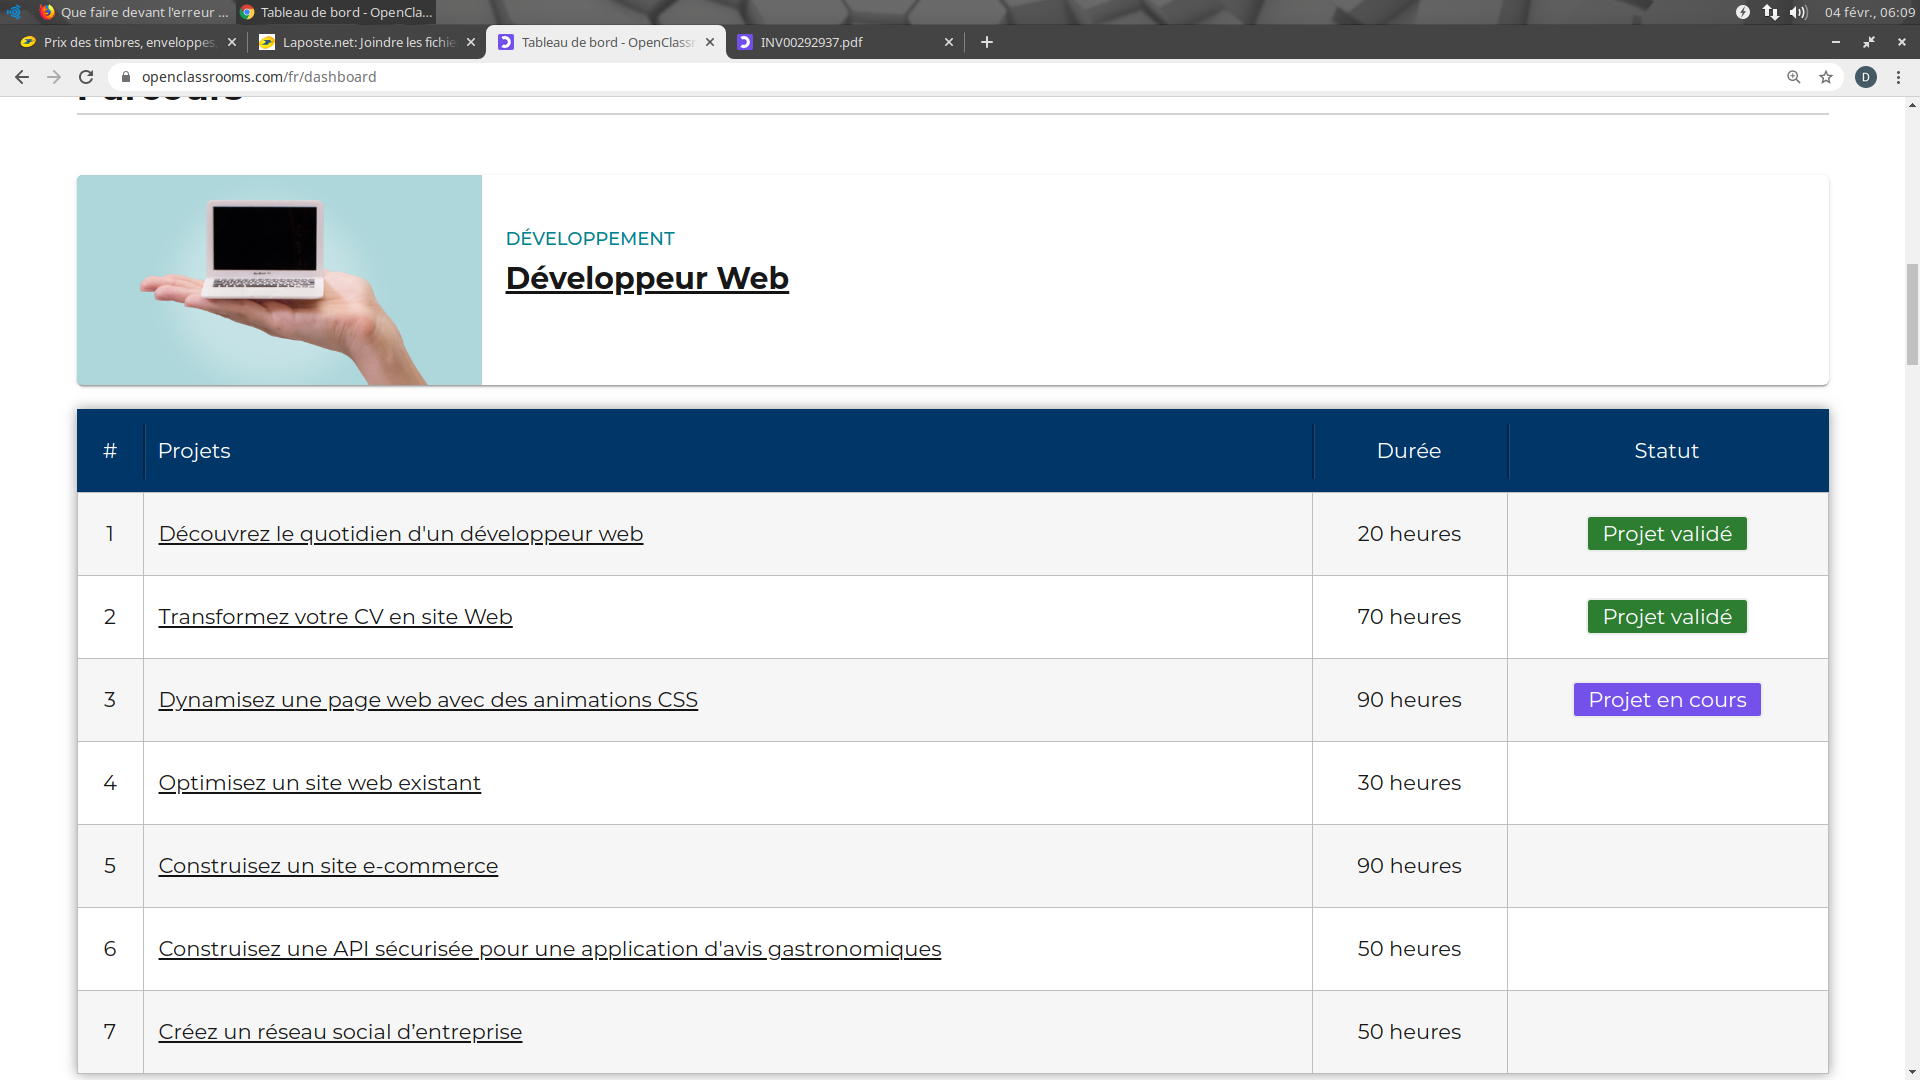 Que faire devant l'erreur ...
Tableau de bord - OpenCla...
04 févr., 06:09
Prix des timbres, enveloppes,
Laposte.net: Joindre les fichie
Tableau de bord - OpenClassr
INV00292937.pdf
openclassrooms.com/fr/dashboard
D
Parcours
DÉVELOPPEMENT
Développeur Web
# Projets Durée Statut
1 Découvrez le quotidien d'un développeur web 20 heures Projet validé
2 Transformez votre CV en site Web 70 heures Projet validé
3 Dynamisez une page web avec des animations CSS 90 heures Projet en cours
4 Optimisez un site web existant 30 heures
5 Construisez un site e-commerce 90 heures
6 Construisez une API sécurisée pour une application d'avis gastronomiques 50 heures
7 Créez un réseau social d’entreprise 50 heures